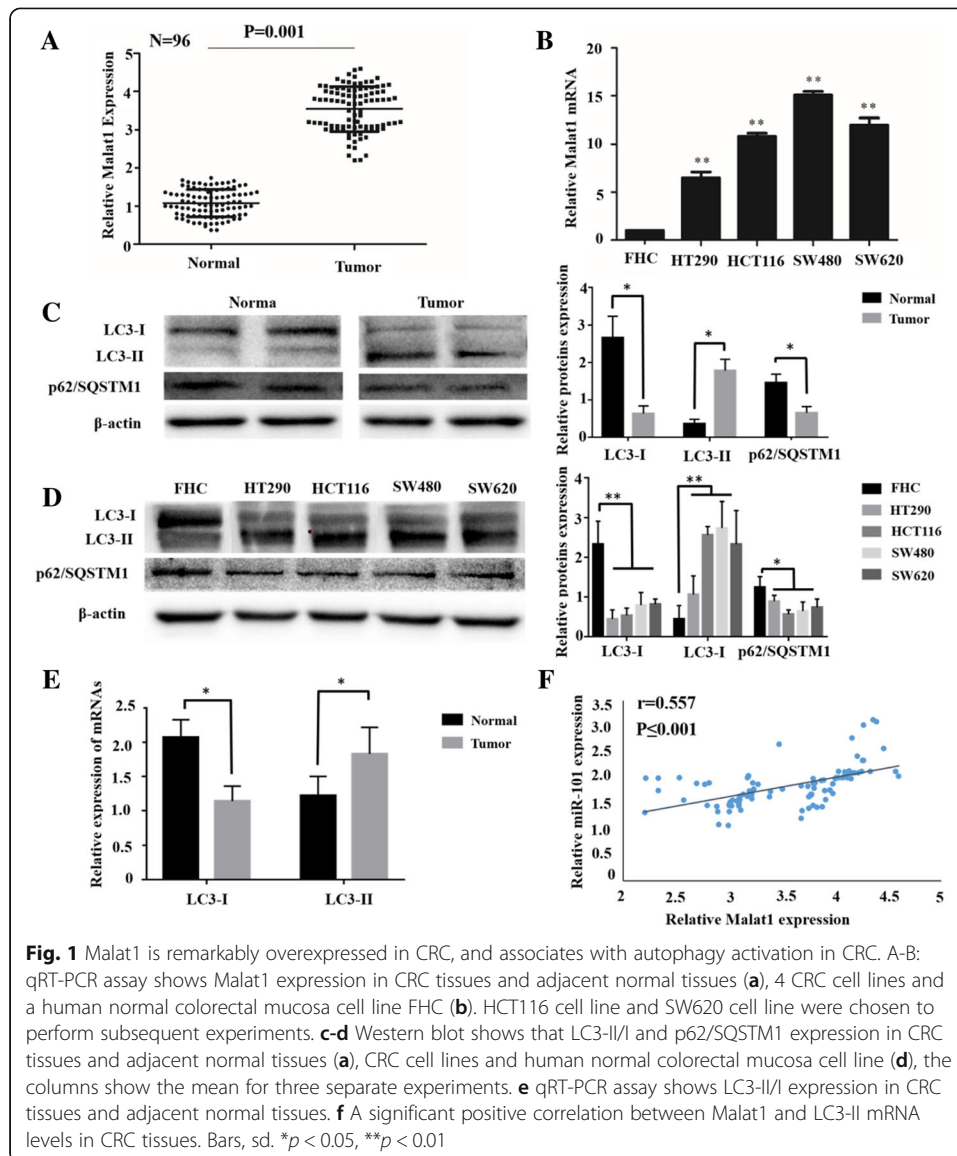 A
N=96
P=0.001
Relative Malat1 Expression
5
4
3
2
1
0
Normal
Tumor
B
Relative Malat1 mRNA
20
15
10
5
0
**
**
**
**
FHC
HT290
HCT116
SW480
SW620
C
Norma
Tumor
LC3-I
LC3-II
p62/SQSTM1
β-actin
Relative proteins expression
4
2
0
*
*
*
Normal
Tumor
LC3-I
LC3-II
p62/SQSTM1
D
FHC
HT290
HCT116
SW480
SW620
LC3-I
LC3-II
p62/SQSTM1
β-actin
Relative proteins expression
4
2
0
**
**
*
FHC
HT290
HCT116
SW480
SW620
LC3-I
LC3-I
p62/SQSTM1
E
Relative expression of mRNAs
2.0
1.5
1.0
0.5
0
*
*
Normal
Tumor
LC3-I
LC3-II
F
r=0.557
P≤0.001
Relative miR-101 expression
3.5
3.0
2.5
2.0
1.5
1.0
0.5
0
2
2.5
3
3.5
4
4.5
5
Relative Malat1 expression
Fig. 1 Malat1 is remarkably overexpressed in CRC, and associates with autophagy activation in CRC. A-B:
qRT-PCR assay shows Malat1 expression in CRC tissues and adjacent normal tissues (a), 4 CRC cell lines and
a human normal colorectal mucosa cell line FHC (b). HCT116 cell line and SW620 cell line were chosen to
perform subsequent experiments. c-d Western blot shows that LC3-II/I and p62/SQSTM1 expression in CRC
tissues and adjacent normal tissues (a), CRC cell lines and human normal colorectal mucosa cell line (d), the
columns show the mean for three separate experiments. e qRT-PCR assay shows LC3-II/I expression in CRC
tissues and adjacent normal tissues. f A significant positive correlation between Malat1 and LC3-II mRNA
levels in CRC tissues. Bars, sd. *p < 0.05, **p < 0.01